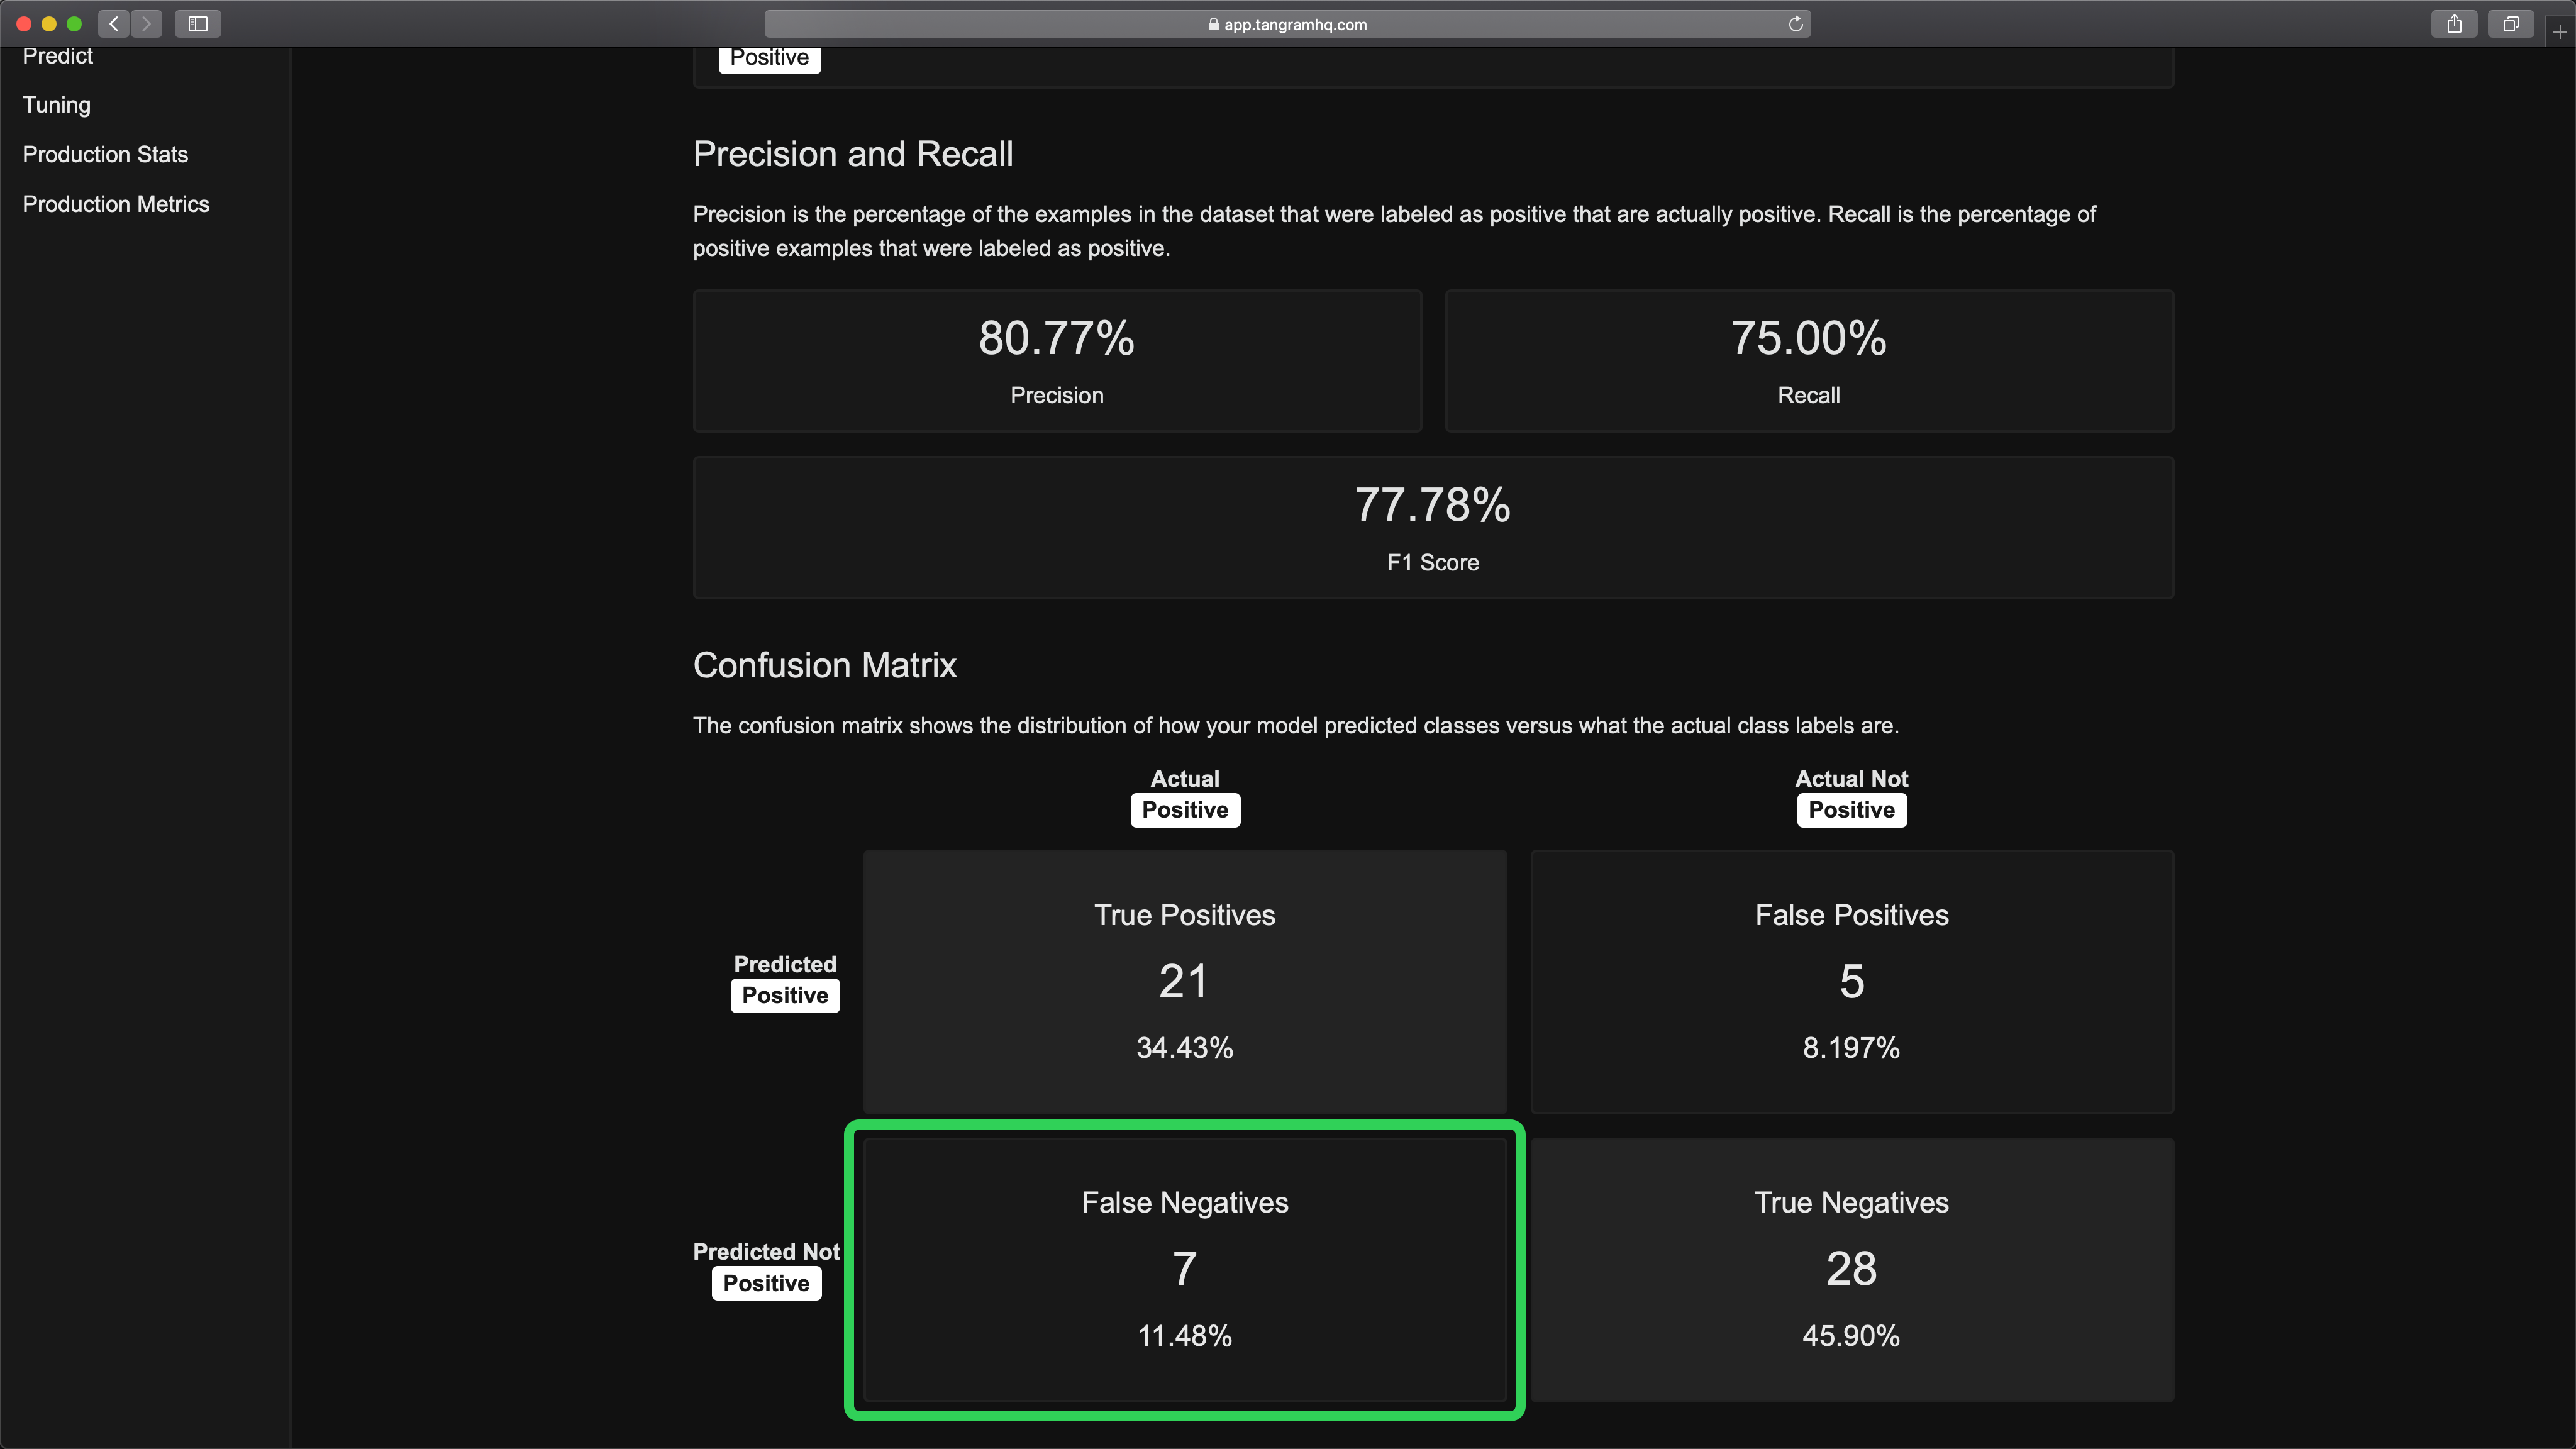 app.tangramhq.com
Predict
Tuning
Production Stats
Production Metrics
Positive
Precision and Recall
Precision is the percentage of the examples in the dataset that were labeled as positive that are actually positive. Recall is the percentage of
positive examples that were labeled as positive.
80.77%
Precision
75.00%
Recall
77.78%
F1 Score
Confusion Matrix
The confusion matrix shows the distribution of how your model predicted classes versus what the actual class labels are.
Actual
Positive
Actual Not
Positive
Predicted
Positive
True Positives
21
34.43%
False Positives
5
8.197%
Predicted Not
Positive
False Negatives
7
11.48%
True Negatives
28
45.90%